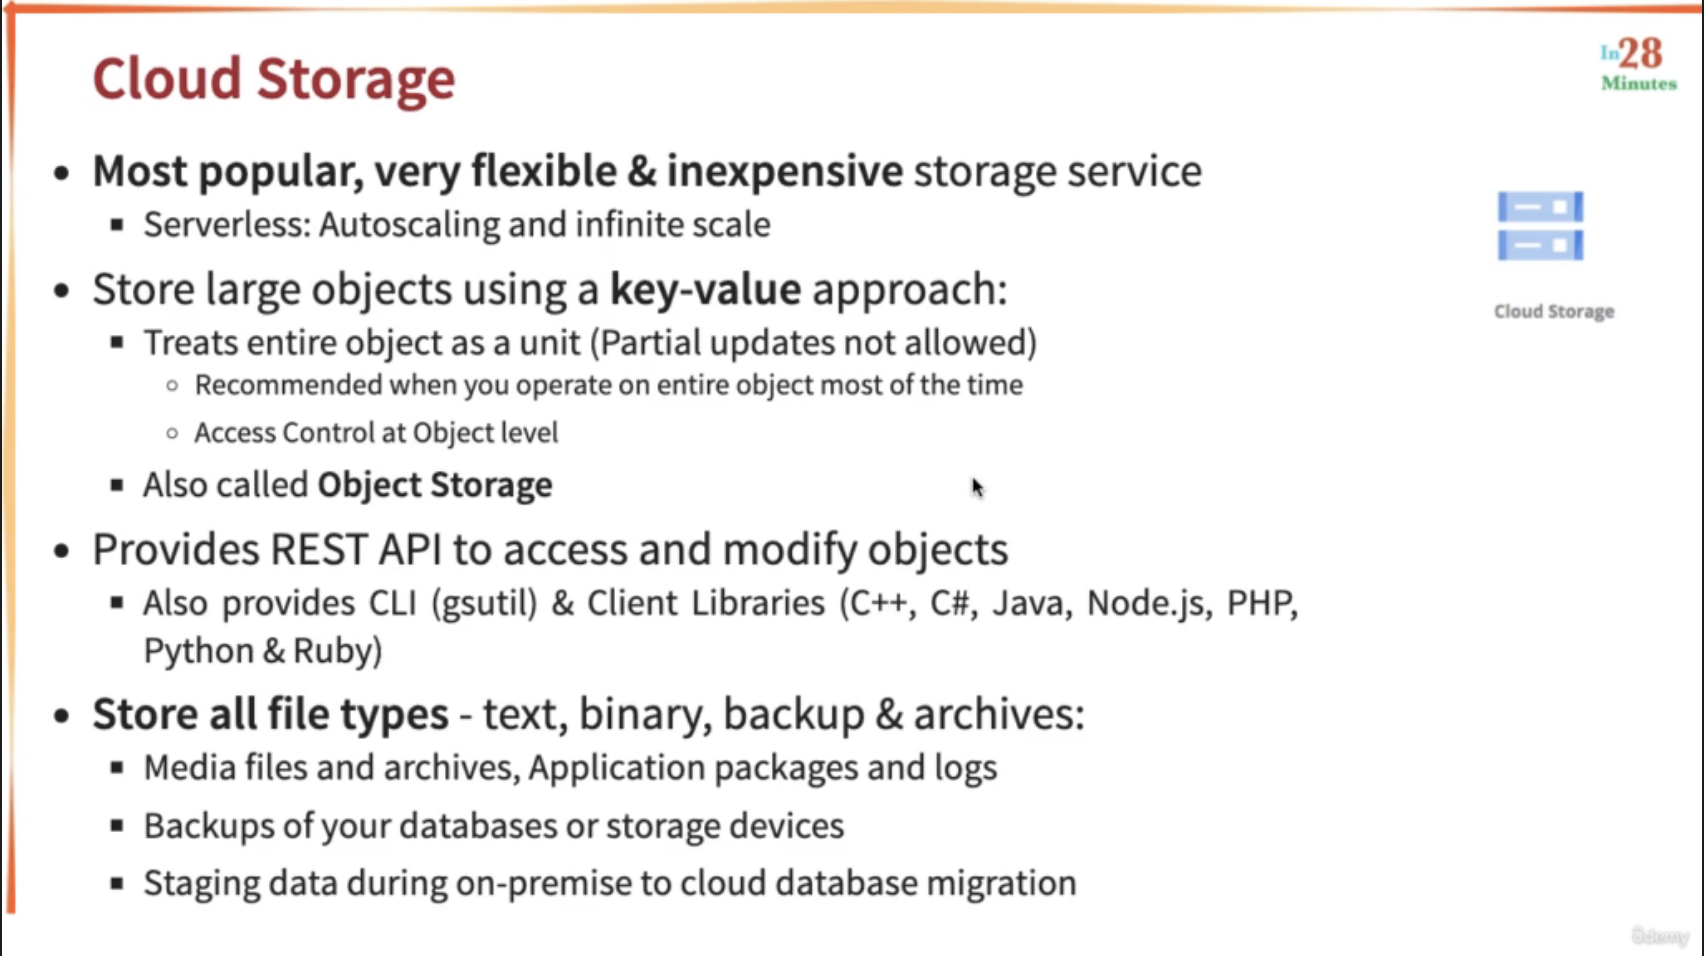 Cloud Storage
In28
Minutes
• Most popular, very flexible & inexpensive storage service
▪ Serverless: Autoscaling and infinite scale
• Store large objects using a key-value approach:
▪ Treats entire object as a unit (Partial updates not allowed)
○ Recommended when you operate on entire object most of the time
○ Access Control at Object level
▪ Also called Object Storage
Cloud Storage
• Provides REST API to access and modify objects
▪ Also provides CLI (gsutil) & Client Libraries (C++, C#, Java, Node.js, PHP,
Python & Ruby)
• Store all file types - text, binary, backup & archives:
▪ Media files and archives, Application packages and logs
▪ Backups of your databases or storage devices
▪ Staging data during on-premise to cloud database migration
ûdemy